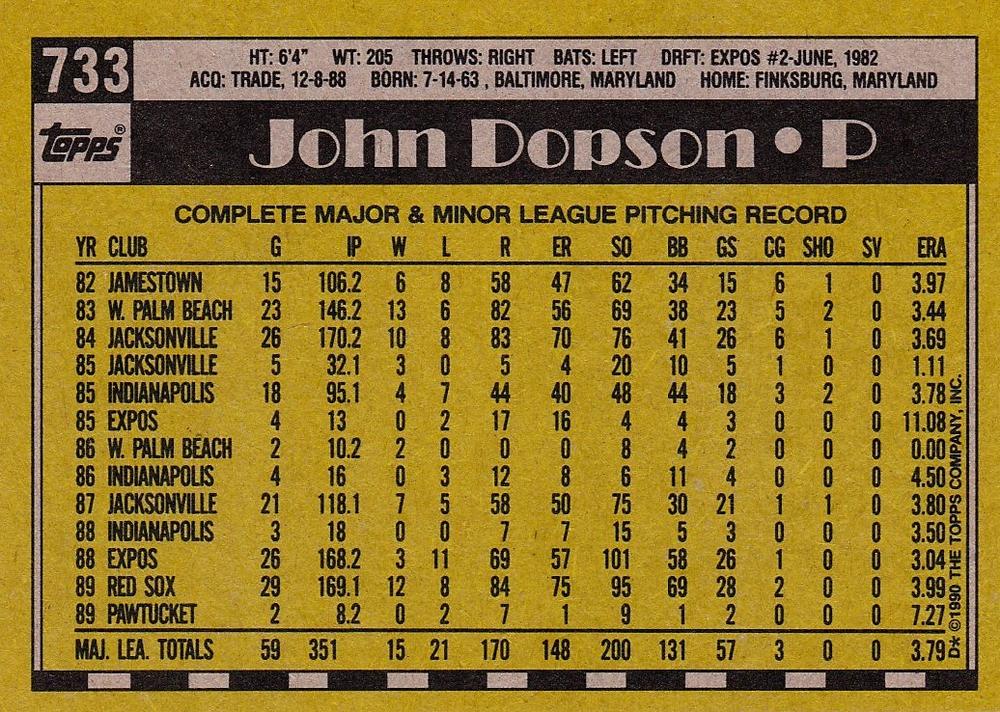 733
HT: 6'4" WT: 205 THROWS: RIGHT BATS: LEFT DRFT: EXPOS #2-JUNE, 1982
ACQ: TRADE, 12-8-88 BORN: 7-14-63 , BALTIMORE, MARYLAND HOME: FINKSBURG, MARYLAND
topps®
John Dopson • P
COMPLETE MAJOR & MINOR LEAGUE PITCHING RECORD
YR CLUB G IP W L R ER SO BB GS CG SHO SV ERA
82 JAMESTOWN 15 106.2 6 8 58 47 62 34 15 6 1 0 3.97
83 W. PALM BEACH 23 146.2 13 6 82 56 69 38 23 5 2 0 3.44
84 JACKSONVILLE 26 170.2 10 8 83 70 76 41 26 6 1 0 3.69
85 JACKSONVILLE 5 32.1 3 0 5 4 20 10 5 1 0 0 1.11
85 INDIANAPOLIS 18 95.1 4 7 44 40 48 44 18 3 2 0 3.78
85 EXPOS 4 13 0 2 17 16 4 4 3 0 0 0 11.08
86 W. PALM BEACH 2 10.2 2 0 0 0 8 4 2 0 0 0 0.00
86 INDIANAPOLIS 4 16 0 3 12 8 6 11 4 0 0 0 4.50
87 JACKSONVILLE 21 118.1 7 5 58 50 75 30 21 1 1 0 3.80
88 INDIANAPOLIS 3 18 0 0 7 7 15 5 3 0 0 0 3.50
88 EXPOS 26 168.2 3 11 69 57 101 58 26 1 0 0 3.04
89 RED SOX 29 169.1 12 8 84 75 95 69 28 2 0 0 3.99
89 PAWTUCKET 2 8.2 0 2 7 1 9 1 2 0 0 0 7.27
MAJ. LEA. TOTALS 59 351 15 21 170 148 200 131 57 3 0 0 3.79
D* ©1990 THE TOPPS COMPANY, INC.